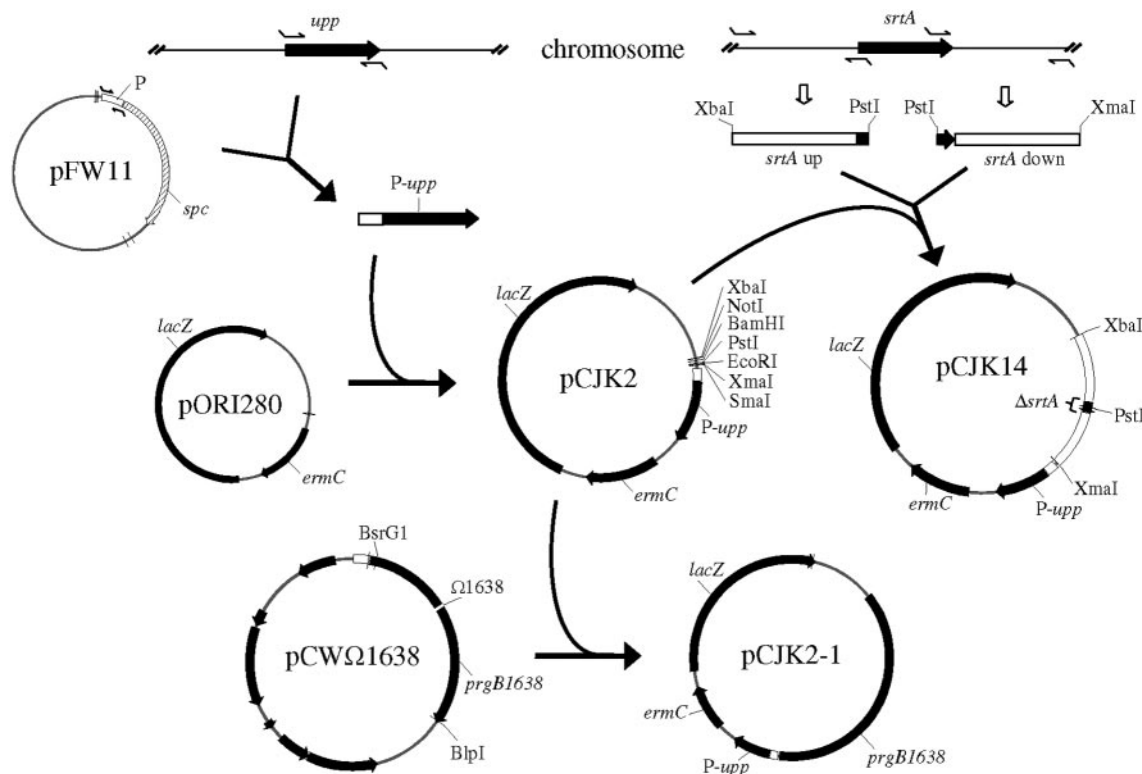 upp
chromosome
srtA
P
pFW11
spc
XbaI
PstI
PstI
XmaI
srtA up
srtA down
P-upp
lacZ
pORI280
ermC
lacZ
pCJK2
XbaI
NotI
BamHI
PstI
EcoRI
XmaI
SmaI
P-upp
ermC
lacZ
pCJK14
XbaI
ΔsrtA
PstI
XmaI
P-upp
ermC
BsrG1
Ω1638
pCWΩ1638
prgB1638
BlpI
lacZ
pCJK2-1
ermC
P-upp
prgB1638